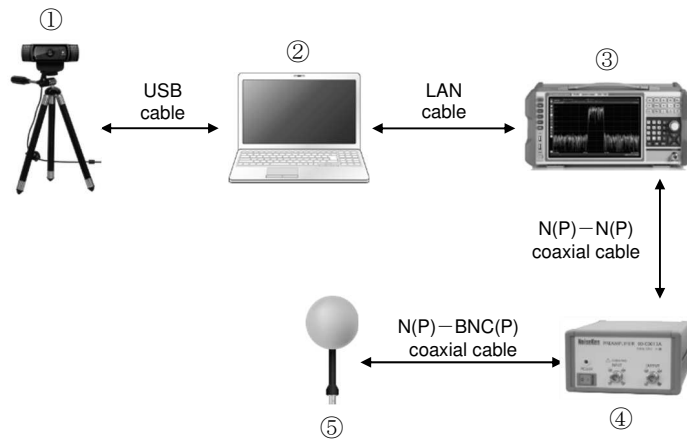 ①
②
③
USB
cable
LAN
cable
N(P)－N(P)
coaxial cable
N(P)－BNC(P)
coaxial cable
⑤
④